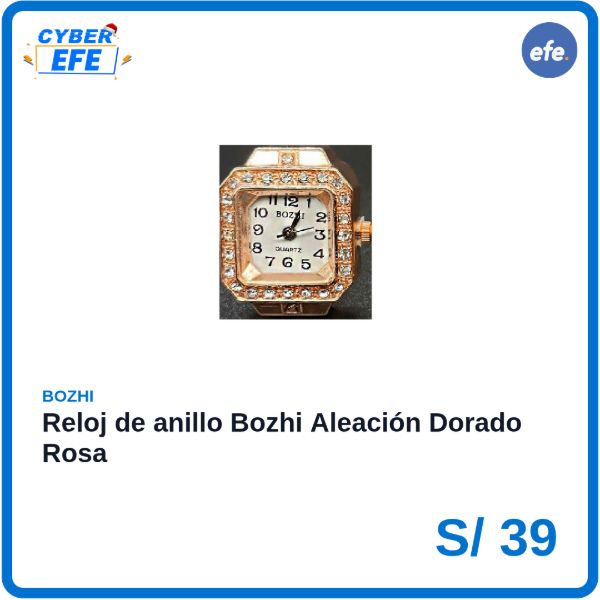 CYBER
EFE
efe.
11 12 1
10 BOZHI 2
9 3
8 QUARTZ 4
7 6 5
BOZHI
Reloj de anillo Bozhi Aleación Dorado
Rosa
S/ 39